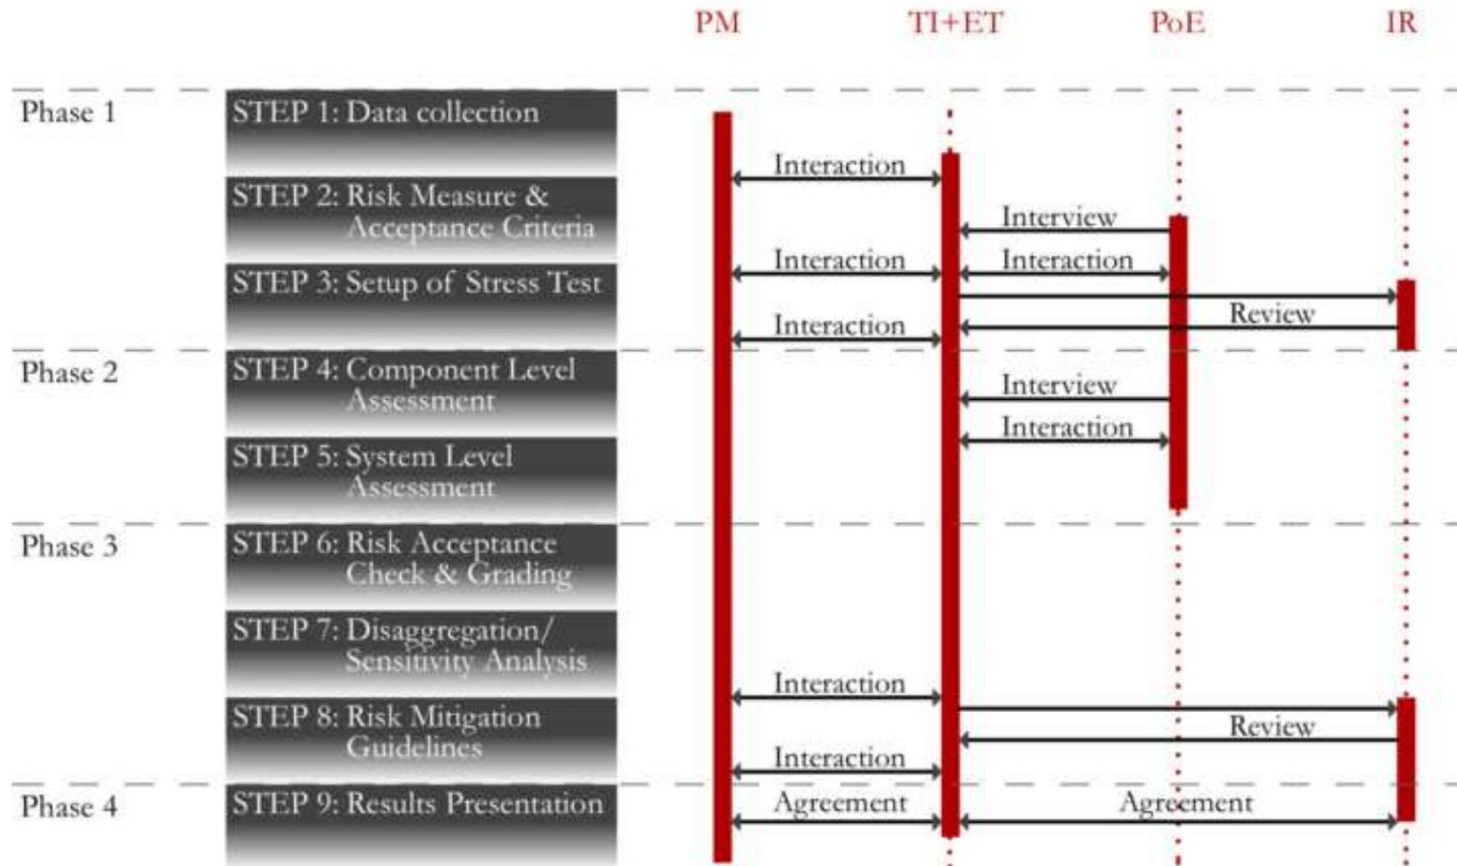 PM TI+ET PoE IR
Phase 1
STEP 1: Data collection
Interaction
STEP 2: Risk Measure &
Acceptance Criteria
Interview
Interaction Interaction
STEP 3: Setup of Stress Test
Review
Interaction
Phase 2
STEP 4: Component Level
Assessment
Interview
Interaction
STEP 5: System Level
Assessment
Phase 3
STEP 6: Risk Acceptance
Check & Grading
STEP 7: Disaggregation/
Sensitivity Analysis
Interaction
STEP 8: Risk Mitigation
Guidelines
Review
Interaction
Phase 4
STEP 9: Results Presentation
Agreement Agreement